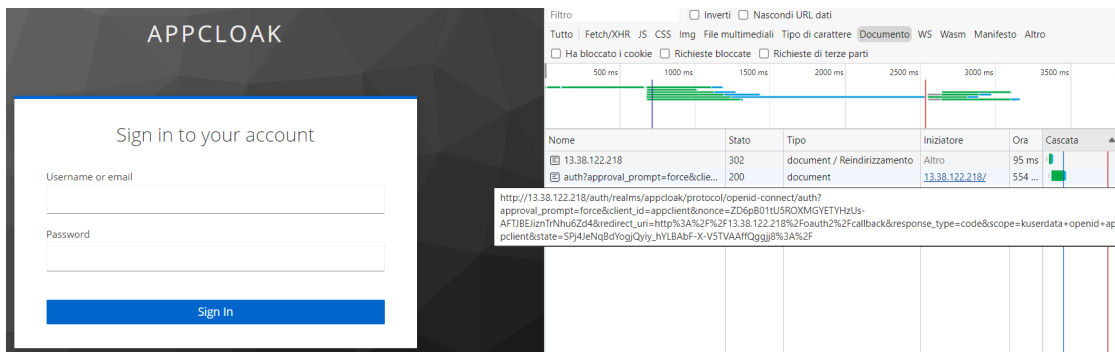 APPCLOAK
Sign in to your account
Username or email
Password
Sign In
Filtro
Inverti Nascondi URL dati
Tutto Fetch/XHR JS CSS Img File multimediali Tipo di carattere Documento WS Wasm Manifesto Altro
Ha bloccato i cookie Richieste bloccate Richieste di terze parti
500 ms 1000 ms 1500 ms 2000 ms 2500 ms 3000 ms 3500 ms
Nome Stato Tipo Iniziatore Ora Cascata
13.38.122.218 302 document / Reindirizzamento Altro 95 ms
auth?approval_prompt=force&clie... 200 document 13.38.122.218/ 554 ...
http://13.38.122.218/auth/realms/appcloak/protocol/openid-connect/auth?
approval_prompt=force&client_id=appclient&nonce=ZD6pB01tU5ROXMGYETYHzUs-
AFTJBEJiznTrNhu6Zd4&redirect_uri=http%3A%2F%2F13.38.122.218%2Foauth2%2Fcallback&response_type=code&scope=kuserdata+openid+ap
pclient&state=SPj4JeNqBdYogjQyiy_hYLBAbF-X-V5TVAAffQggjj8%3A%2F